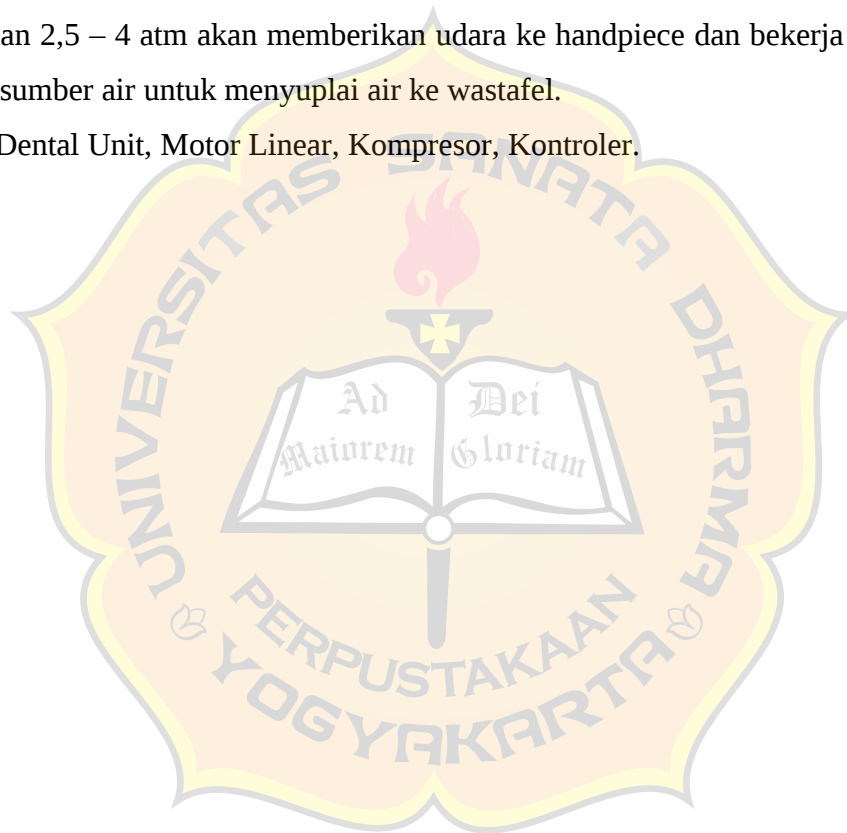 an 2,5 – 4 atm akan memberikan udara ke handpiece dan bekerja
sumber air untuk menyuplai air ke wastafel.
Dental Unit, Motor Linear, Kompresor, Kontroler.
UNIVERSITAS SANATA DHARMA
Ad Dei
Maiorem Gloriam
PERPUSTAKAAN
YOGYAKARTA